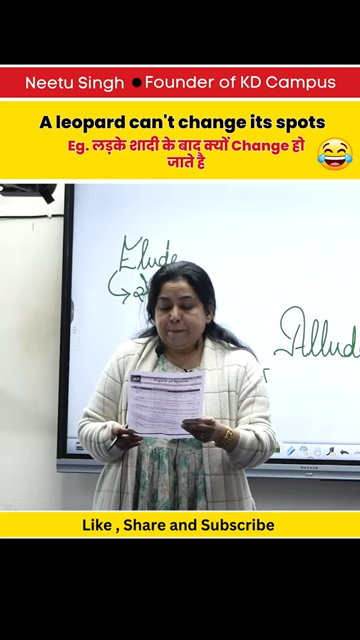 Neetu Singh ● Founder of KD Campus
A leopard can't change its spots
Eg. लड़के शादी के बाद क्यों Change हो
जाते है
Elude
Allude
Like , Share and Subscribe